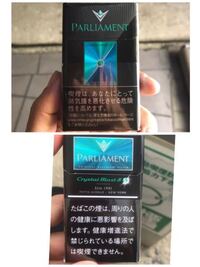 PARLIAMENT
喫煙は、あなたにとって
肺気腫を悪化させる危険
性を高めます。
PARLIAMENT
Crystal Blast
たばこの煙は、周りの人
の健康に悪影響を及ぼ
します。健康増進法で
禁じられている場所で
は喫煙できません。